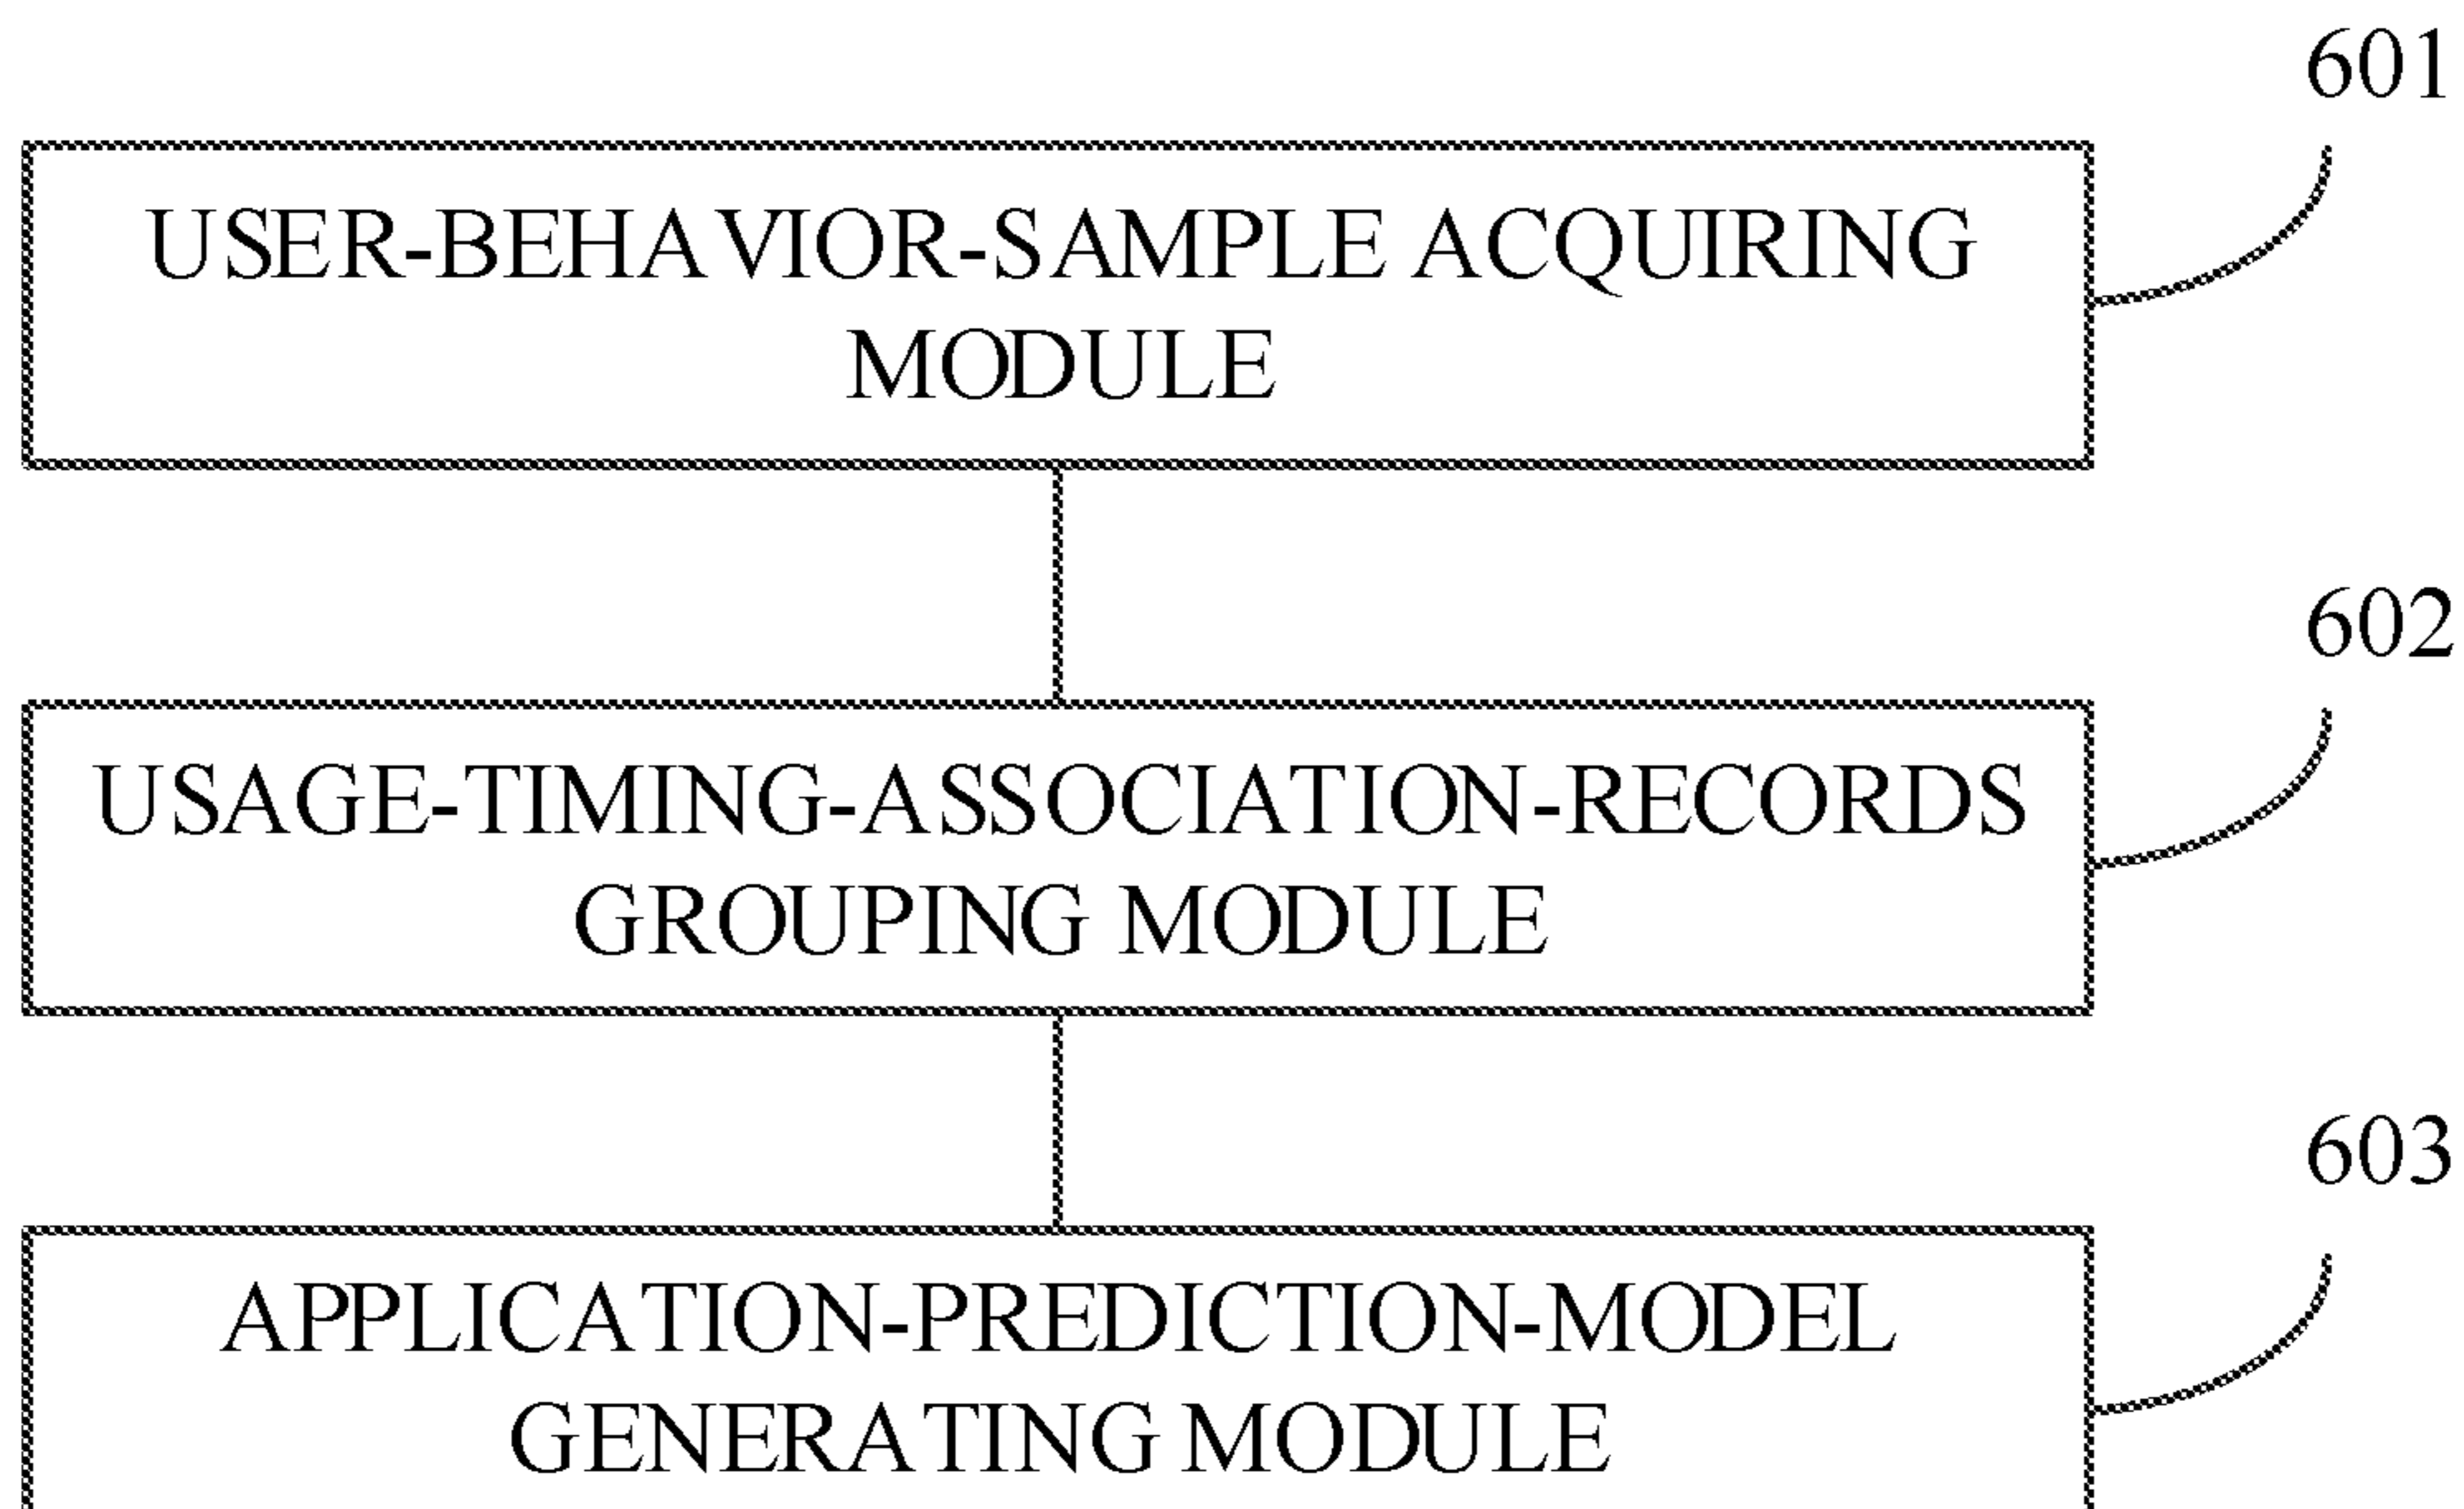 601
USER-BEHAVIOR-SAMPLE ACQUIRING
MODULE
602
USAGE-TIMING-ASSOCIATION-RECORDS
GROUPING MODULE
603
APPLICATION-PREDICTION-MODEL
GENERATING MODULE